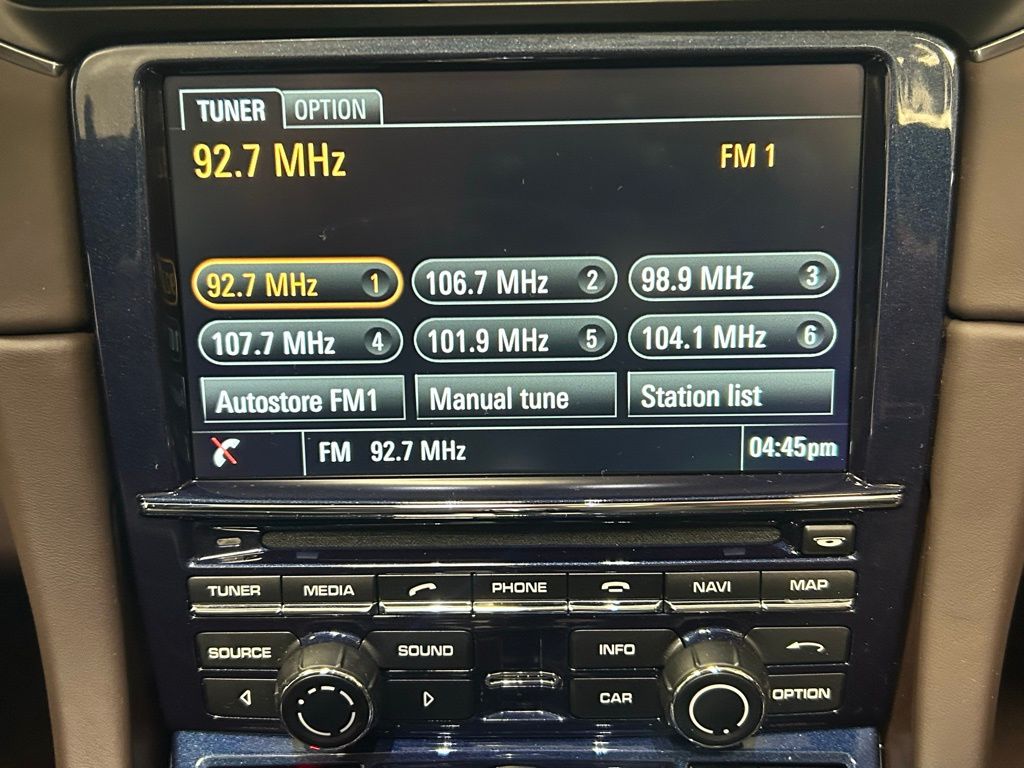 TUNER OPTION
92.7 MHz FM 1
92.7 MHz 1 106.7 MHz 2 98.9 MHz 3
107.7 MHz 4 101.9 MHz 5 104.1 MHz 6
Autostore FM1 Manual tune Station list
FM 92.7 MHz 04:45pm
TUNER MEDIA PHONE NAVI MAP
SOURCE SOUND INFO
CAR OPTION